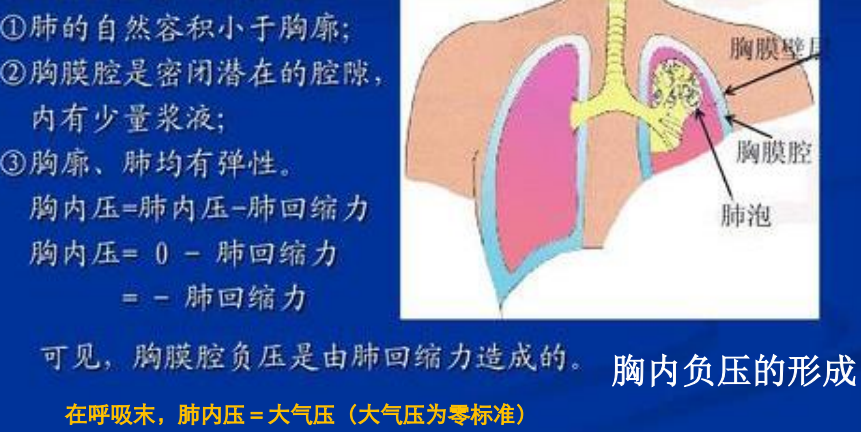 ①肺的自然容积小于胸廓;
②胸膜腔是密闭潜在的腔隙,
内有少量浆液;
③胸廓、肺均有弹性。
胸内压=肺内压-肺回缩力
胸内压= 0 - 肺回缩力
= - 肺回缩力
可见，胸膜腔负压是由肺回缩力造成的。
胸膜壁层
胸膜腔
肺泡
胸内负压的形成
在呼吸末，肺内压＝大气压（大气压为零标准）